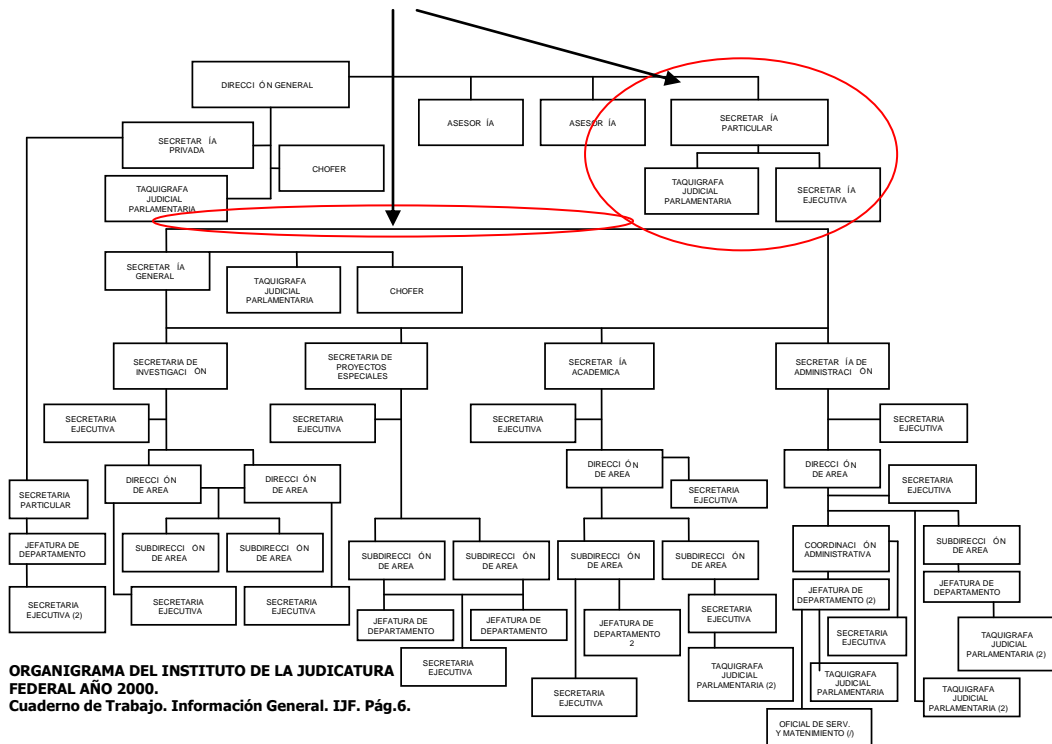 DIRECCI ÓN GENERAL
ASESOR ÍA
ASESOR ÍA
SECRETAR ÍA
PARTICULAR
SECRETAR ÍA
PRIVADA
CHOFER
TAQUIGRAFA
JUDICIAL
PARLAMENTARIA
TAQUIGRAFA
JUDICIAL
PARLAMENTARIA
SECRETAR ÍA
EJECUTIVA
SECRETAR ÍA
GENERAL
TAQUIGRAFA
JUDICIAL
PARLAMENTARIA
CHOFER
SECRETARIA DE
INVESTIGACI ÓN
SECRETARIA DE
PROYECTOS
ESPECIALES
SECRETAR ÍA
ACADEMICA
SECRETAR ÍA DE
ADMINISTRACI ÓN
SECRETARIA
EJECUTIVA
SECRETARIA
EJECUTIVA
SECRETARIA
EJECUTIVA
SECRETARIA
EJECUTIVA
SECRETARIA
PARTICULAR
DIRECCI ÓN
DE AREA
DIRECCI ÓN
DE AREA
DIRECCI ÓN
DE AREA
SECRETARIA
EJECUTIVA
DIRECCI ÓN
DE AREA
SECRETARIA
EJECUTIVA
JEFATURA DE
DEPARTAMENTO
SUBDIRECCI ÓN
DE AREA
SUBDIRECCI ÓN
DE AREA
SUBDIRECCI ÓN
DE AREA
SUBDIRECCI ÓN
DE AREA
SUBDIRECCI ÓN
DE AREA
SUBDIRECCI ÓN
DE AREA
COORDINACI ÓN
ADMINISTRATIVA
SUBDIRECCI ÓN
DE AREA
SECRETARIA
EJECUTIVA (2)
SECRETARIA
EJECUTIVA
SECRETARIA
EJECUTIVA
JEFATURA DE
DEPARTAMENTO
JEFATURA DE
DEPARTAMENTO
JEFATURA DE
DEPARTAMENTO
2
SECRETARIA
EJECUTIVA
JEFATURA DE
DEPARTAMENTO (2)
JEFATURA DE
DEPARTAMENTO
SECRETARIA
EJECUTIVA
SECRETARIA
EJECUTIVA
TAQUIGRAFA
JUDICIAL
PARLAMENTARIA (2)
SECRETARIA
EJECUTIVA
TAQUIGRAFA
JUDICIAL
PARLAMENTARIA (2)
TAQUIGRAFA
JUDICIAL
PARLAMENTARIA
TAQUIGRAFA
JUDICIAL
PARLAMENTARIA (2)
OFICIAL DE SERV.
Y MATENIMIENTO (/)
ORGANIGRAMA DEL INSTITUTO DE LA JUDICATURA
FEDERAL AÑO 2000.
Cuaderno de Trabajo. Información General. IJF. Pág.6.